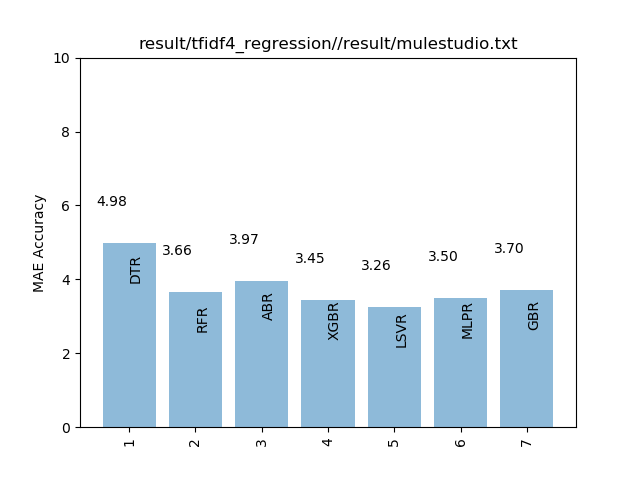 result/tfidf4_regression//result/mulestudio.txt
MAE Accuracy
10
8
6
4
2
0
4.98
3.66
3.97
3.45
3.26
3.50
3.70
DTR
RFR
ABR
XGBR
LSVR
MLPR
GBR
1
2
3
4
5
6
7